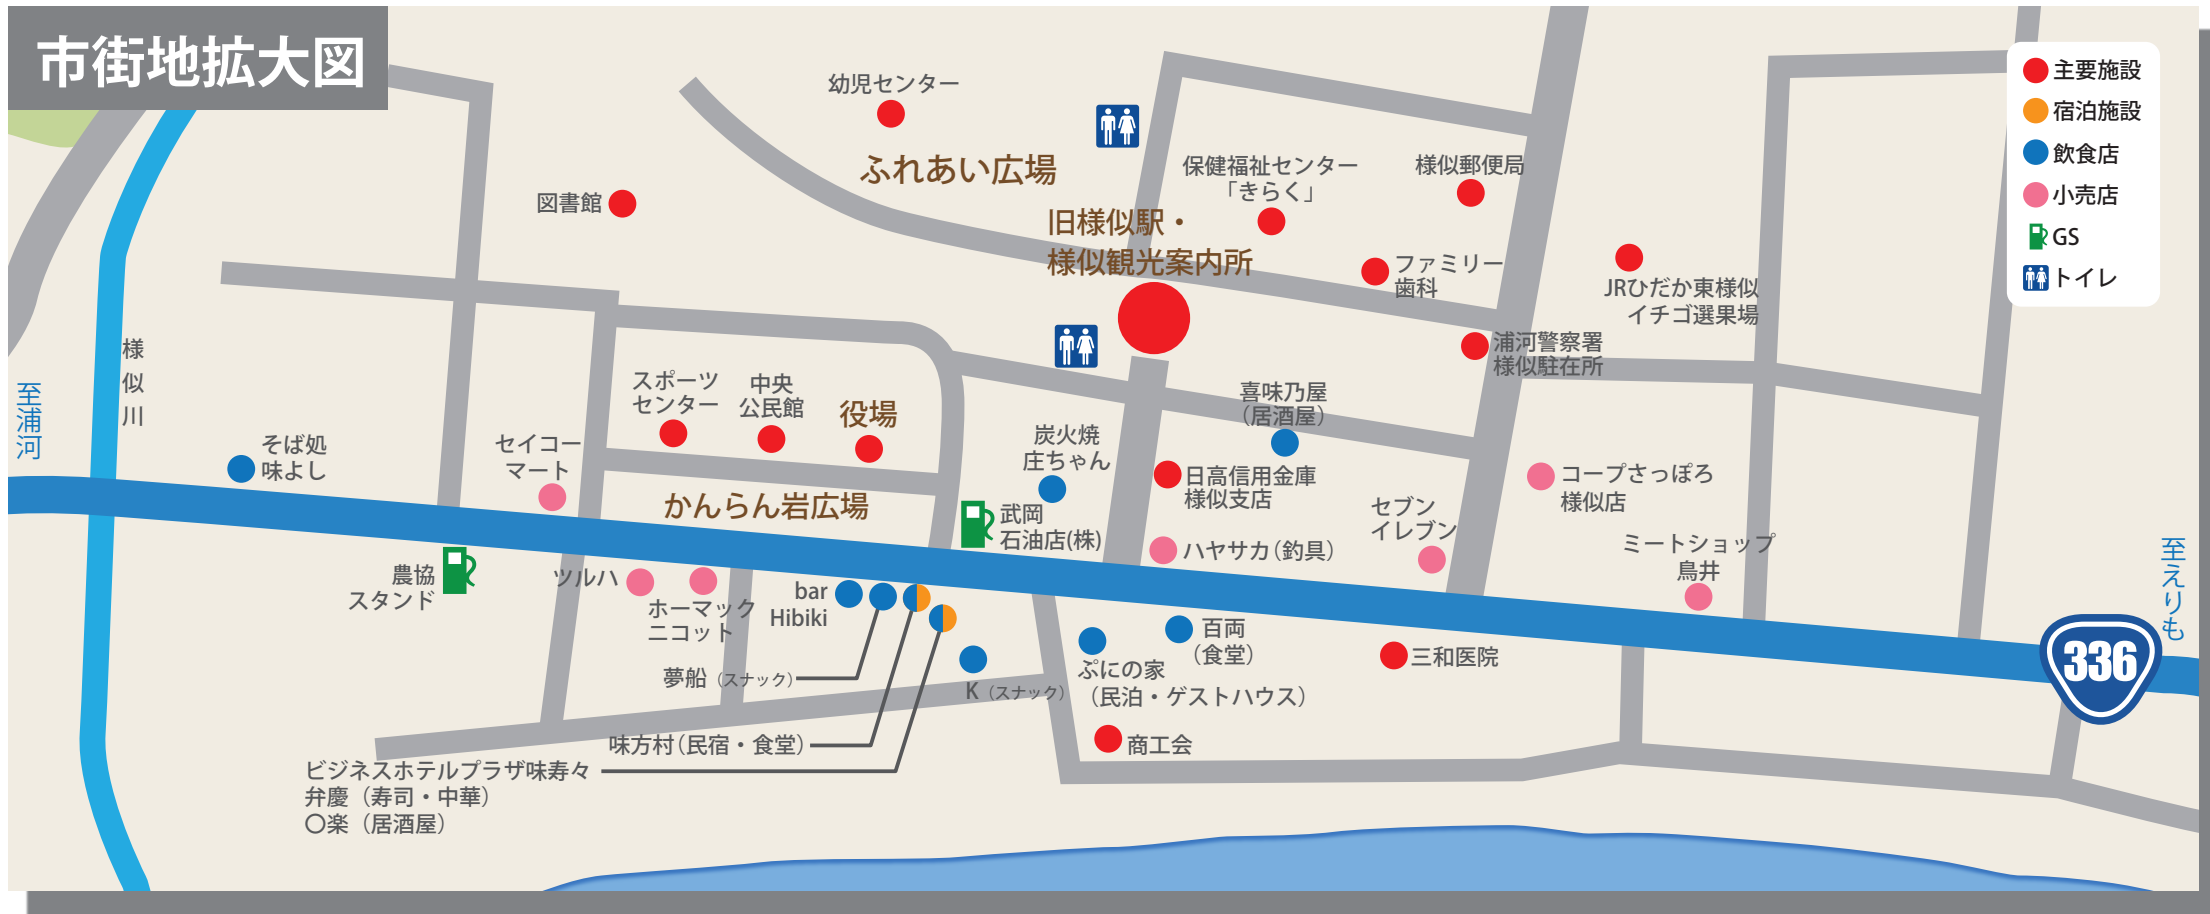 市街地拡大図
主要施設
宿泊施設
飲食店
小売店
GS
トイレ
幼児センター
ふれあい広場
図書館
保健福祉センター
「きらく」
様似郵便局
旧様似駅・
様似観光案内所
ファミリー
歯科
JRひだか東様似
イチゴ選果場
浦河警察署
様似駐在所
様似川
至浦河
そば処
味よし
セイコー
マート
スポーツ
センター
中央
公民館
役場
かんらん岩広場
炭火焼
庄ちゃん
喜味乃屋
（居酒屋）
日高信用金庫
様似支店
武岡
石油店(株)
ハヤサカ（釣具）
セブン
イレブン
コープさっぽろ
様似店
ミートショップ
鳥井
至えりも
336
農協
スタンド
ツルハ
ホーマック
ニコット
bar
Hibiki
夢船（スナック）
K（スナック）
ぷにの家
（民泊・ゲストハウス）
百両
（食堂）
三和医院
商工会
味方村（民宿・食堂）
ビジネスホテルプラザ味寿々
弁慶（寿司・中華）
〇楽（居酒屋）